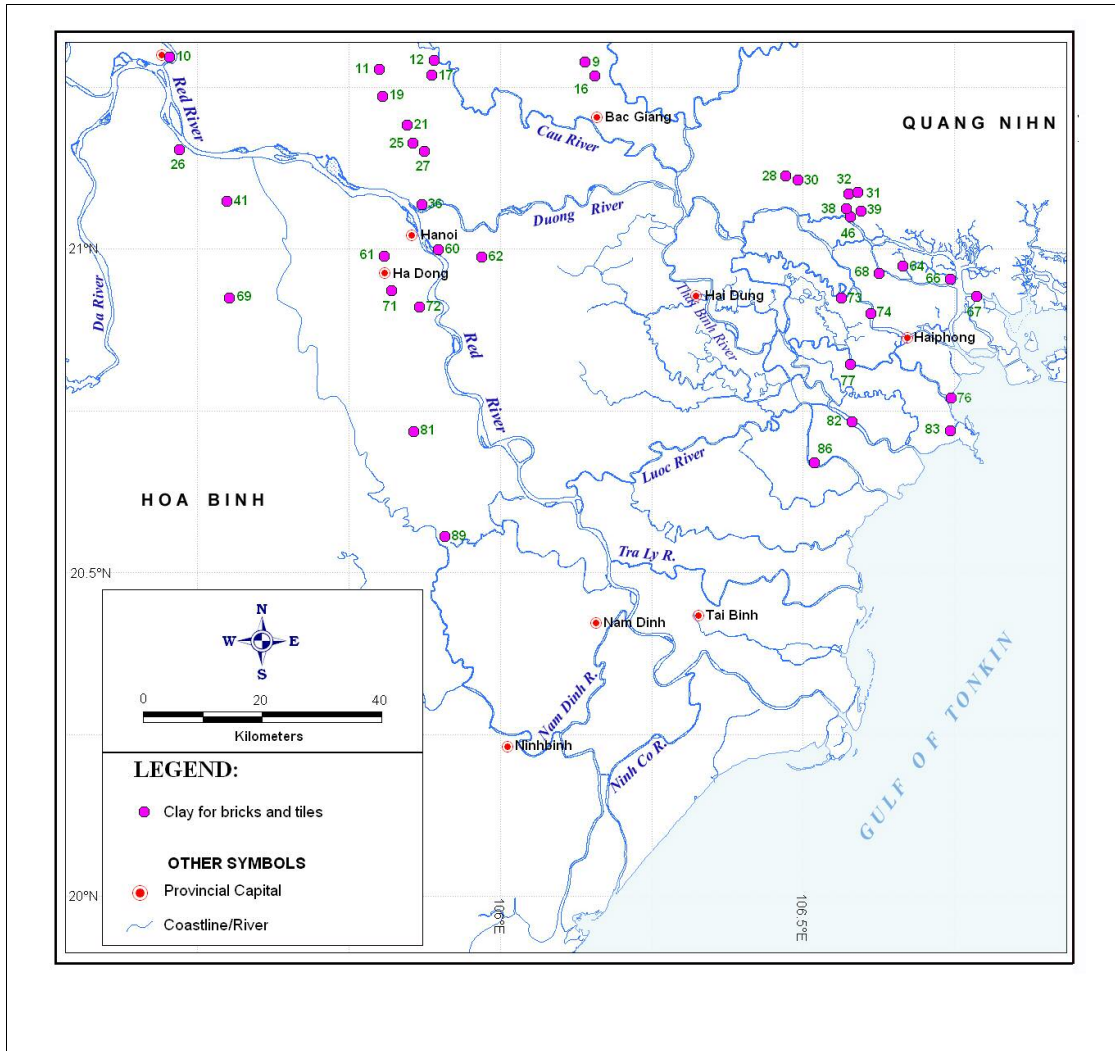 10
12
9
11
17
16
Red River
19
Bac Giang
21
Cau River
QUANG NIHN
25
27
26
28
30
32
31
41
36
38
39
Duong River
46
Hanoi
21°N
61
60
62
64
68
Ha Dong
66
Da River
69
71
72
Hai Dung
Thai Binh River
73
67
74
Haiphong
Red
River
77
76
81
82
83
86
Luoc River
HOA BINH
89
Tra Ly R.
20.5°N
Tai Binh
Nam Dinh
N
W E
S
0 20 40
Kilometers
Nam Dinh R.
Ninhbinh
Ninh Co R.
GULF OF TONKIN
LEGEND:
Clay for bricks and tiles
OTHER SYMBOLS
Provincial Capital
Coastline/River
20°N
106°E
106.5°E